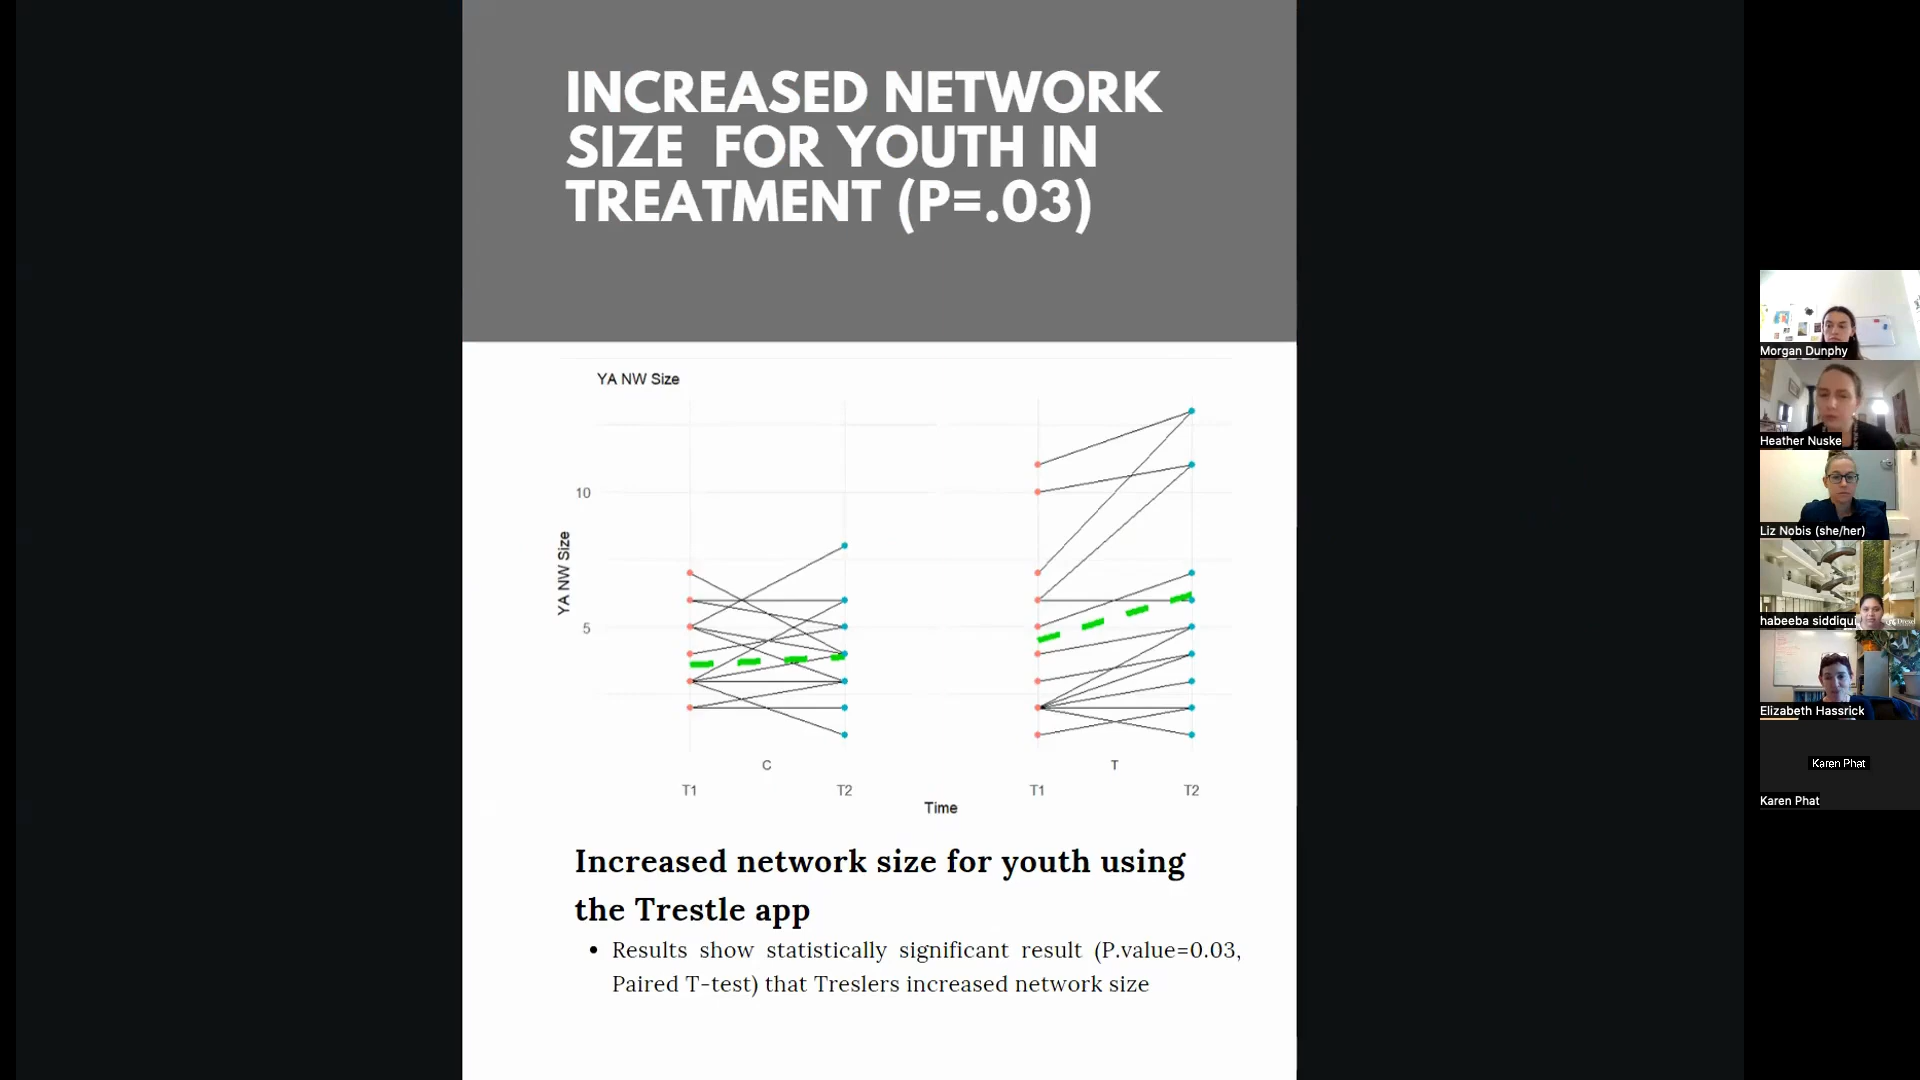 INCREASED NETWORK
SIZE FOR YOUTH IN
TREATMENT (P=.03)
YA NW Size
10
5
YA NW Size
C
T
T1
T2
T1
T2
Time
Increased network size for youth using
the Trestle app
• Results show statistically significant result (P.value=0.03,
Paired T-test) that Treslers increased network size
Morgan Dunphy
Heather Nuske
Liz Nobis (she/her)
habeeba siddiqui
Elizabeth Hassrick
Karen Phat
Karen Phat